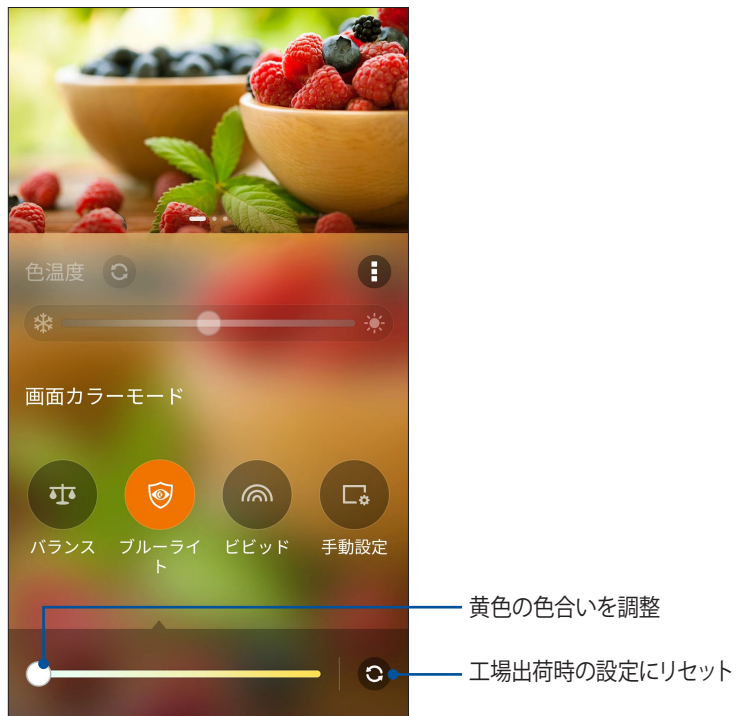 色温度
画面カラーモード
バランス
ブルーライ
ト
ビビッド
手動設定
黄色の色合いを調整
工場出荷時の設定にリセット